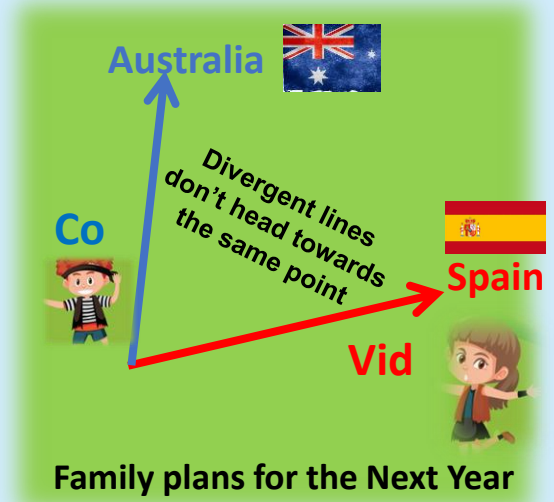 Australia
Divergent lines
don't head towards
the same point
Co
Spain
Vid
Family plans for the Next Year